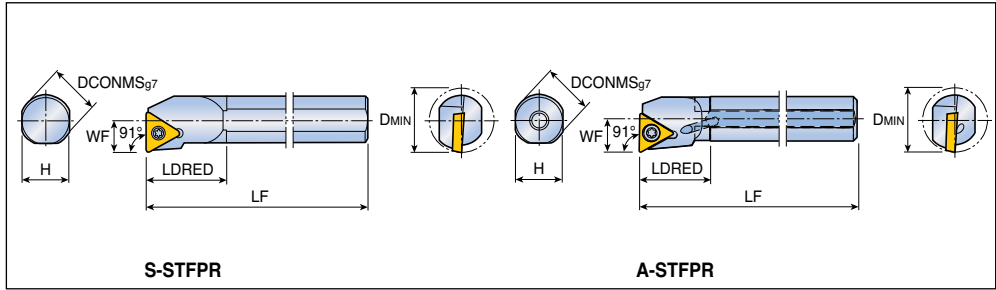 DCONMSg7
WF
91°
H
LDRED
LF
DMIN
S-STFPR
DCONMSg7
WF
91°
H
LDRED
LF
DMIN
A-STFPR